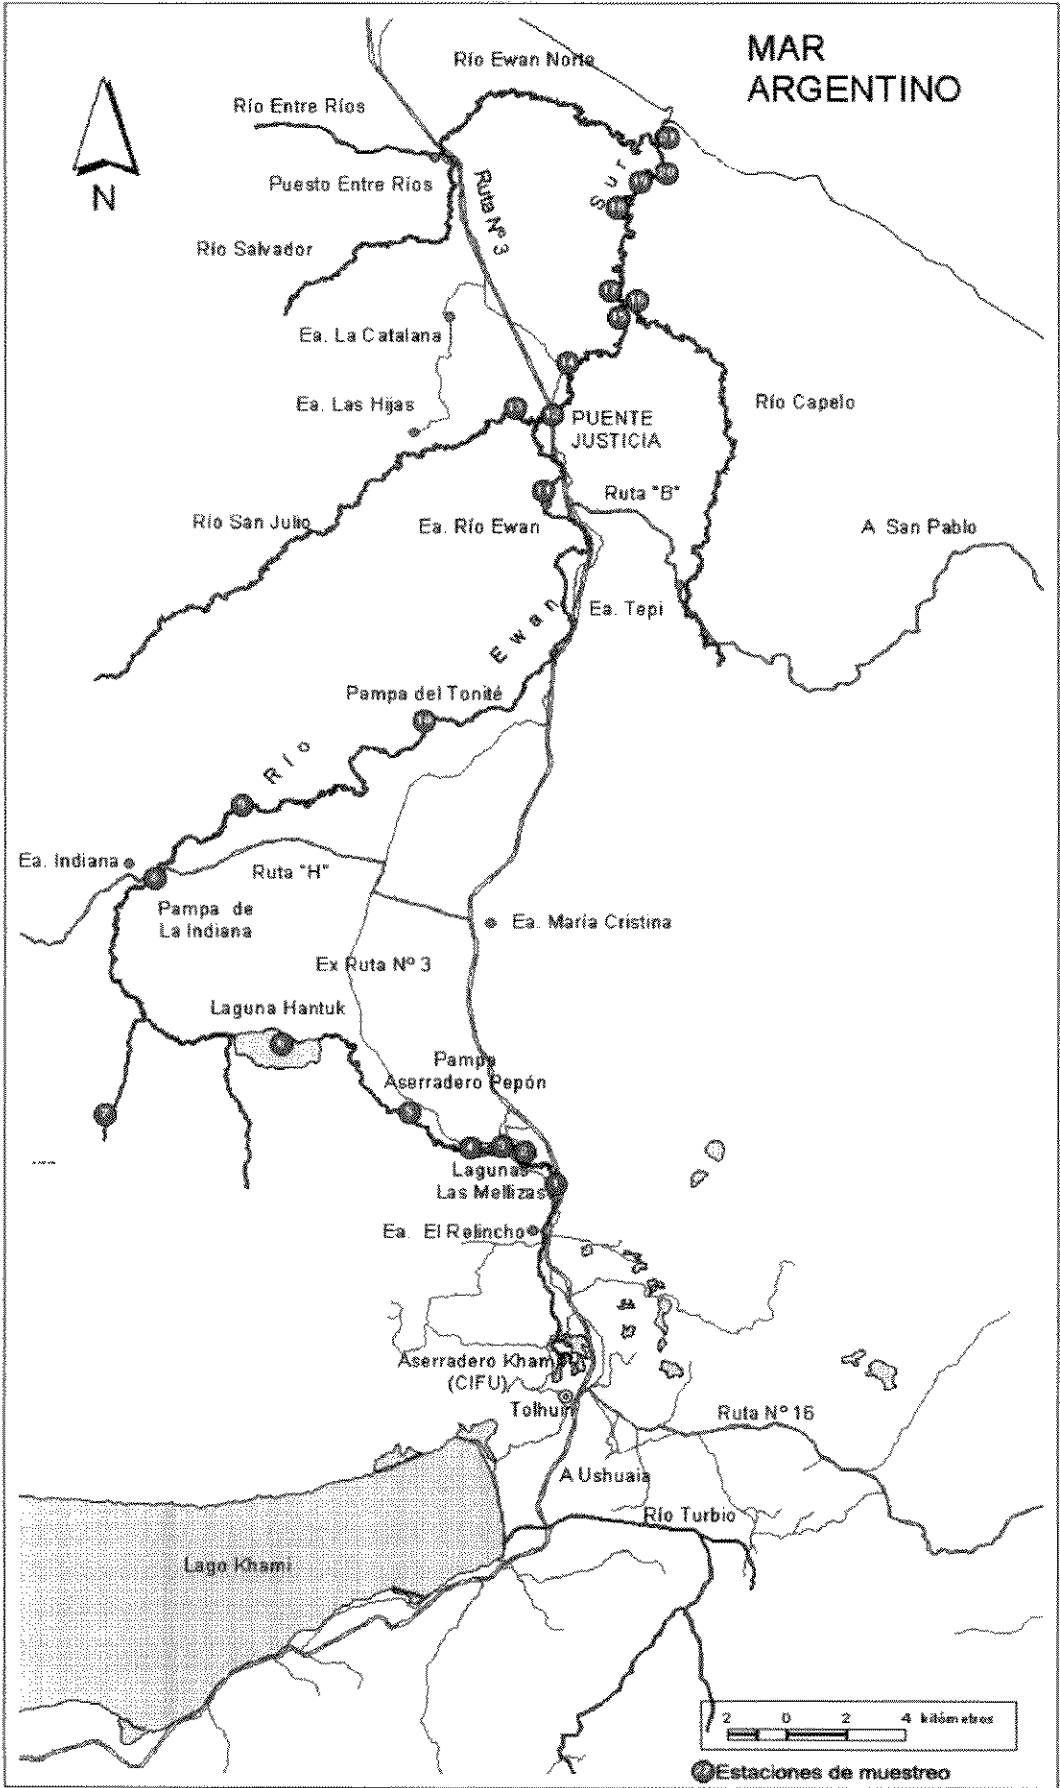 MAR
ARGENTINO
Río Ewan Norte
Río Entre Ríos
Puesto Entre Ríos
Ruta Nº 3
Sur
Río Salvador
N
Ea. La Catalana
Ea. Las Hijas
Río Capelo
PUENTE
JUSTICIA
Ruta "B"
Río San Julio
Ea. Río Ewan
A San Pablo
Ea. Tepi
Ewan
Pampa del Tonité
Río
Ea. Indiana
Ruta "H"
Pampa de
La Indiana
Ea. María Cristina
Ex Ruta Nº 3
Laguna Hantuk
Pampa
Aserradero Pepón
Lagunas
Las Mellizas
Ea. El Relincho
Aserradero Khami
(CIFU)
Tolhuin
Ruta Nº 16
A Ushuaia
Río Turbio
Lago Khami
2 0 2 4 kilómetros
Estaciones de muestreo